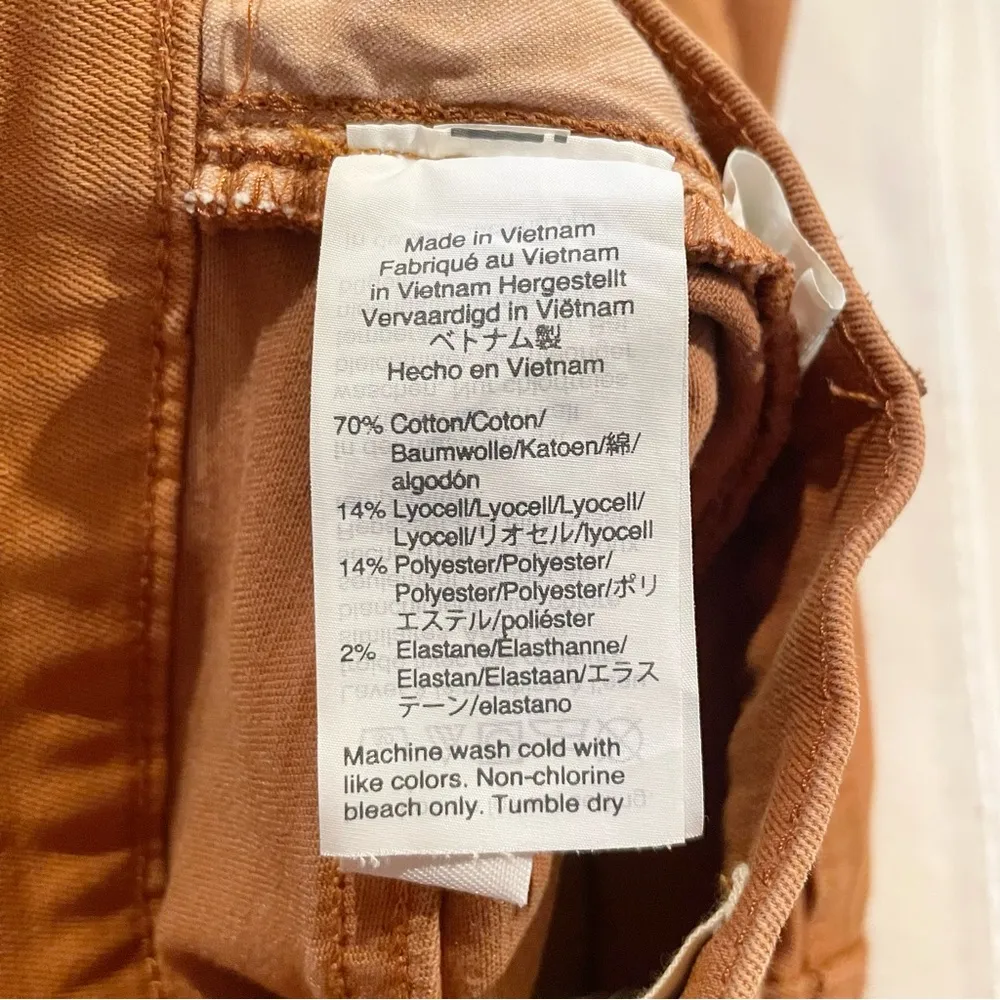 Made in Vietnam
Fabriqué au Vietnam
in Vietnam Hergestellt
Vervaardigd in Viëtnam
ベトナム製
Hecho en Vietnam
70% Cotton/Coton/
Baumwolle/Katoen/綿/
algodón
14% Lyocell/Lyocell/Lyocell/
Lyocell/リオセル/lyocell
14% Polyester/Polyester/
Polyester/Polyester/ポリ
エステル/poliéster
2% Elastane/Elasthanne/
Elastan/Elastaan/エラス
テーン/elastano
Machine wash cold with
like colors. Non-chlorine
bleach only. Tumble dry